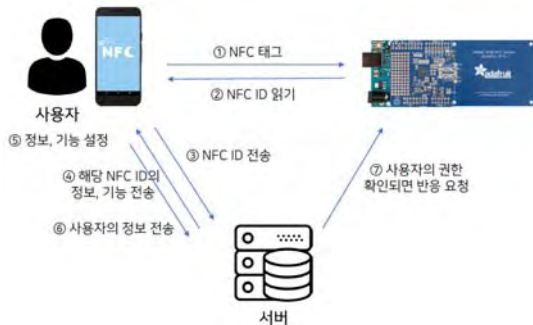 NFC
① NFC 태그
② NFC ID 읽기
adafruit
사용자
⑤ 정보, 기능 설정
③ NFC ID 전송
④ 해당 NFC ID의
정보, 기능 전송
⑥ 사용자의 정보 전송
⑦ 사용자의 권한
확인되면 반응 요청
서버